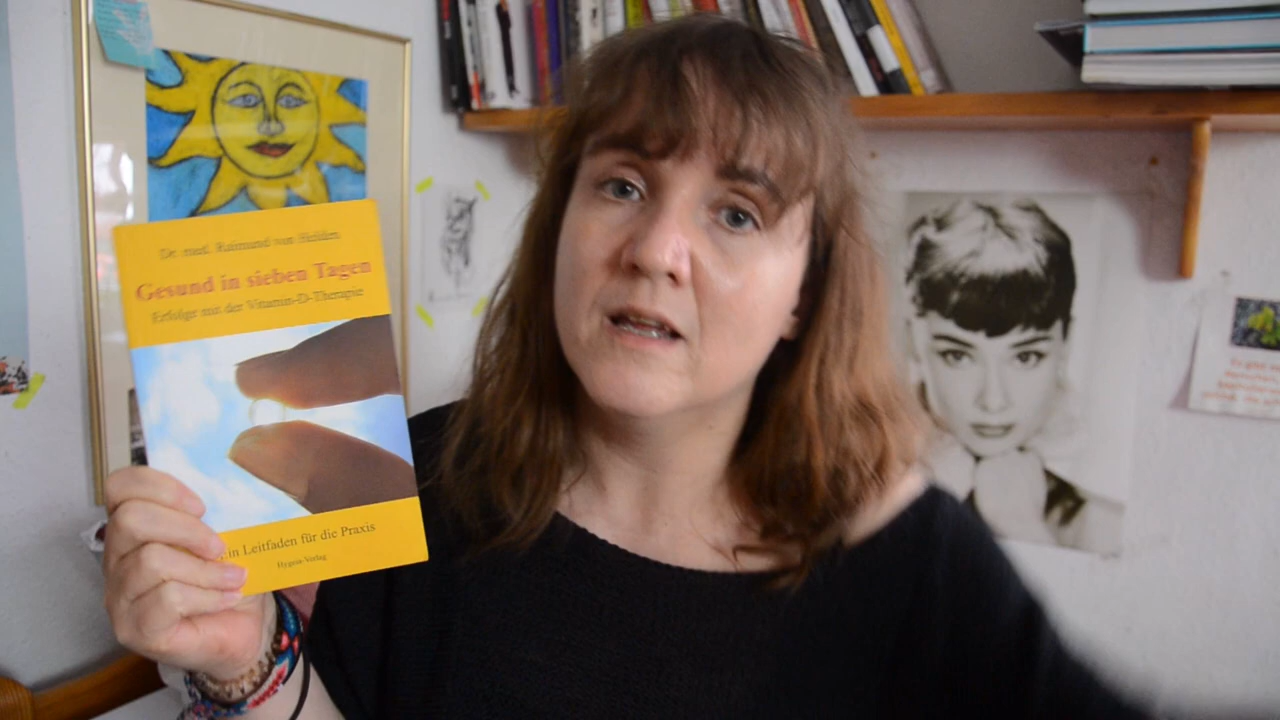 Dr. med. Raimund von Helden
Gesund in sieben Tagen
Erfolge mit der Vitamin-D-Therapie
Ein Leitfaden für die Praxis
Hygeia-Verlag